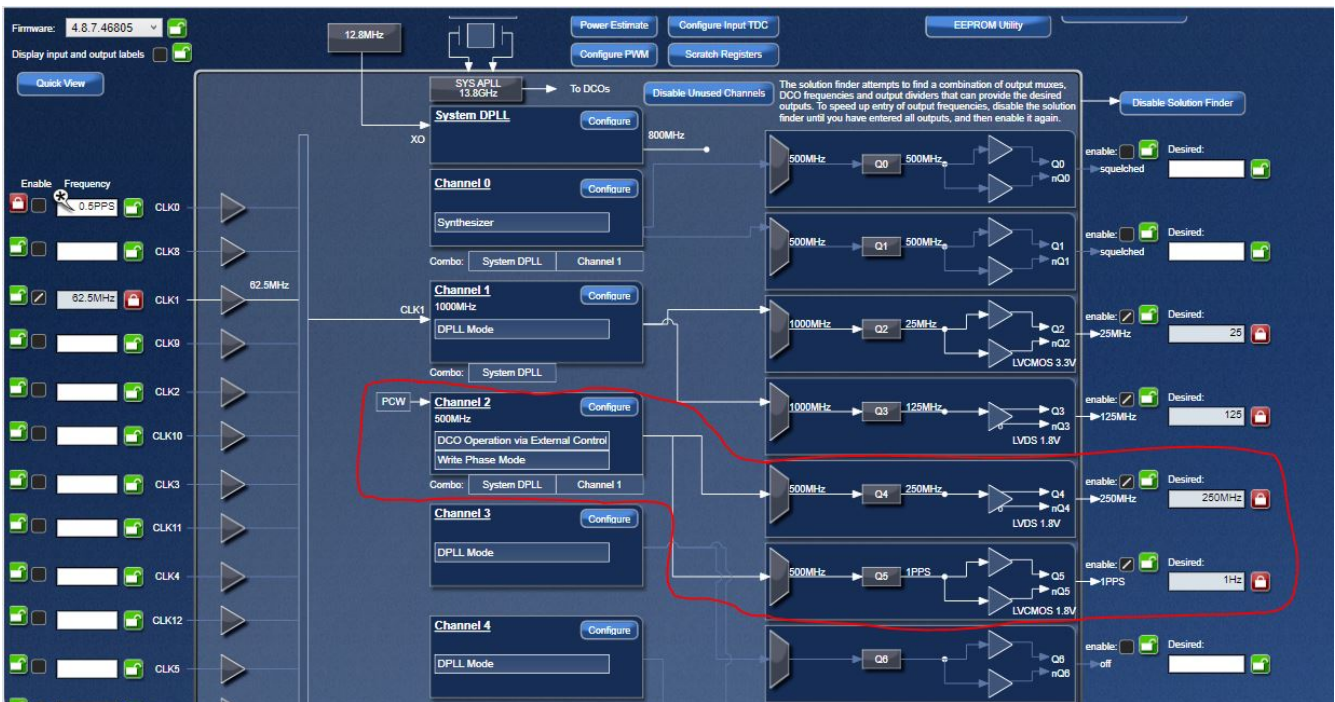 Firmware: 4.8.7.46805
Display input and output labels
Quick View
12.8MHz
Power Estimate
Configure Input TDC
Configure PWM
Scratch Registers
EEPROM Utility
SYS APLL
13.8GHz
To DCOs
Disable Unused Channels
The solution finder attempts to find a combination of output muxes,
DCO frequencies and output dividers that can provide the desired
outputs. To speed up entry of output frequencies, disable the solution
finder until you have entered all outputs, and then enable it again.
Disable Solution Finder
XO
System DPLL
Configure
800MHz
Channel 0
Configure
Synthesizer
Combo: System DPLL Channel 1
CLK1
Channel 1
Configure
1000MHz
DPLL Mode
Combo: System DPLL
PCW
Channel 2
Configure
500MHz
DCO Operation via External Control
Write Phase Mode
Combo: System DPLL Channel 1
Channel 3
Configure
DPLL Mode
Channel 4
Configure
DPLL Mode
Enable Frequency
0.5PPS CLK0
CLK8
62.5MHz CLK1
62.5MHz
CLK9
CLK2
CLK10
CLK3
CLK11
CLK4
CLK12
CLK5
500MHz Q0 500MHz
Q0
nQ0
enable: Desired:
squelched
500MHz Q1 500MHz
Q1
nQ1
enable: Desired:
squelched
1000MHz Q2 25MHz
Q2
nQ2
LVCMOS 3.3V
enable: Desired:
25MHz 25
1000MHz Q3 125MHz
Q3
nQ3
LVDS 1.8V
enable: Desired:
125MHz 125
500MHz Q4 250MHz
Q4
nQ4
LVDS 1.8V
enable: Desired:
250MHz 250MHz
500MHz Q5 1PPS
Q5
nQ5
LVCMOS 1.8V
enable: Desired:
1PPS 1Hz
Q6
Q6
nQ6
enable: Desired:
off